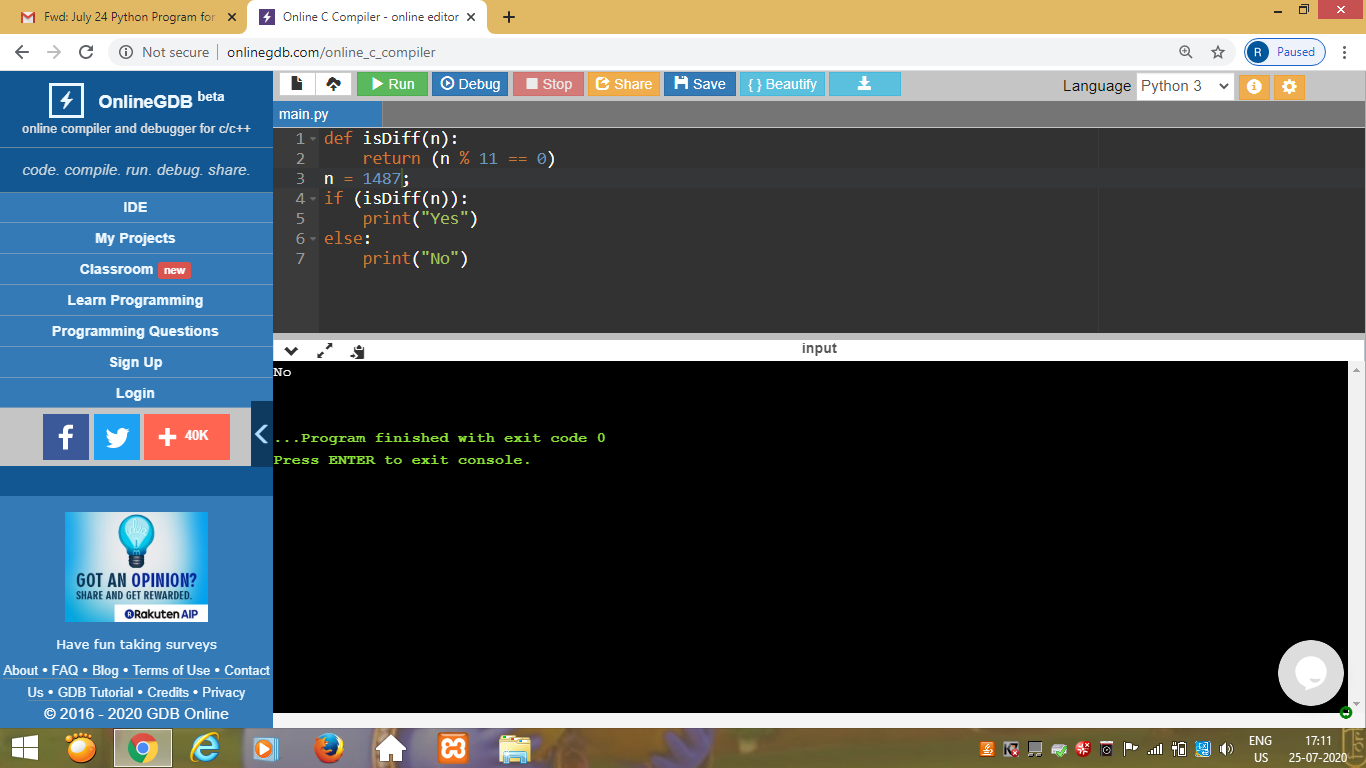 Fwd: July 24 Python Program for
Online C Compiler - online editor
Not secure
onlinegdb.com/online_c_compiler
R Paused
OnlineGDB beta
online compiler and debugger for c/c++
code. compile. run. debug. share.
IDE
My Projects
Classroom new
Learn Programming
Programming Questions
Sign Up
Login
40K
GOT AN OPINION?
SHARE AND GET REWARDED.
Rakuten AIP
Have fun taking surveys
About • FAQ • Blog • Terms of Use • Contact
Us • GDB Tutorial • Credits • Privacy
© 2016 - 2020 GDB Online
Run Debug Stop Share Save { } Beautify
Language Python 3
main.py
1 def isDiff(n):
2     return (n % 11 == 0)
3 n = 1487;
4 if (isDiff(n)):
5     print("Yes")
6 else:
7     print("No")
input
No
...Program finished with exit code 0
Press ENTER to exit console.
ENG
US
17:11
25-07-2020